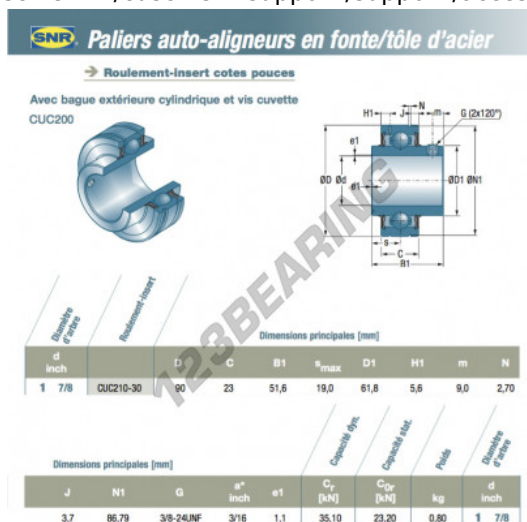 SNR Paliers auto-aligneurs en fonte/tôle d'acier
Roulement-insert cotes pouces
Avec bague extérieure cylindrique et vis cuvette
CUC200
H1 J N m G (2x120°)
e1
ØD Ød ØD1 ØN1
e1
s
C
B1
123BEARING
Diamètre d'arbre
Roulement-insert
Dimensions principales [mm]
d inch D C B1 smax D1 H1 m N
1 7/8 CUC210-30 90 23 51,6 19,0 61,8 5,6 9,0 2,70
Capacité dyn.
Capacité stat.
Poids
Diamètre d'arbre
Dimensions principales [mm]
J N1 G a* inch e1 Cr [kN] C0r [kN] kg d inch
3,7 86,79 3/8-24UNF 3/16 1,1 35,10 23,20 0,80 1 7/8